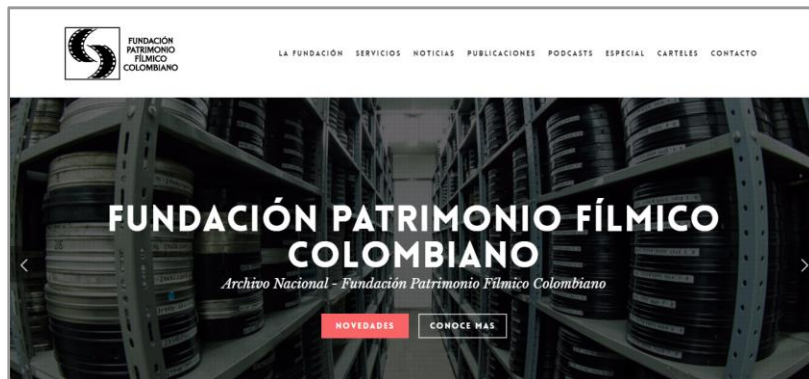 FUNDACIÓN
PATRIMONIO
FÍLMICO
COLOMBIANO
LA FUNDACIÓN SERVICIOS NOTICIAS PUBLICACIONES PODCASTS ESPECIAL CARTELES CONTACTO
FUNDACIÓN PATRIMONIO FÍLMICO
COLOMBIANO
Archivo Nacional - Fundación Patrimonio Fílmico Colombiano
NOVEDADES CONOCE MAS